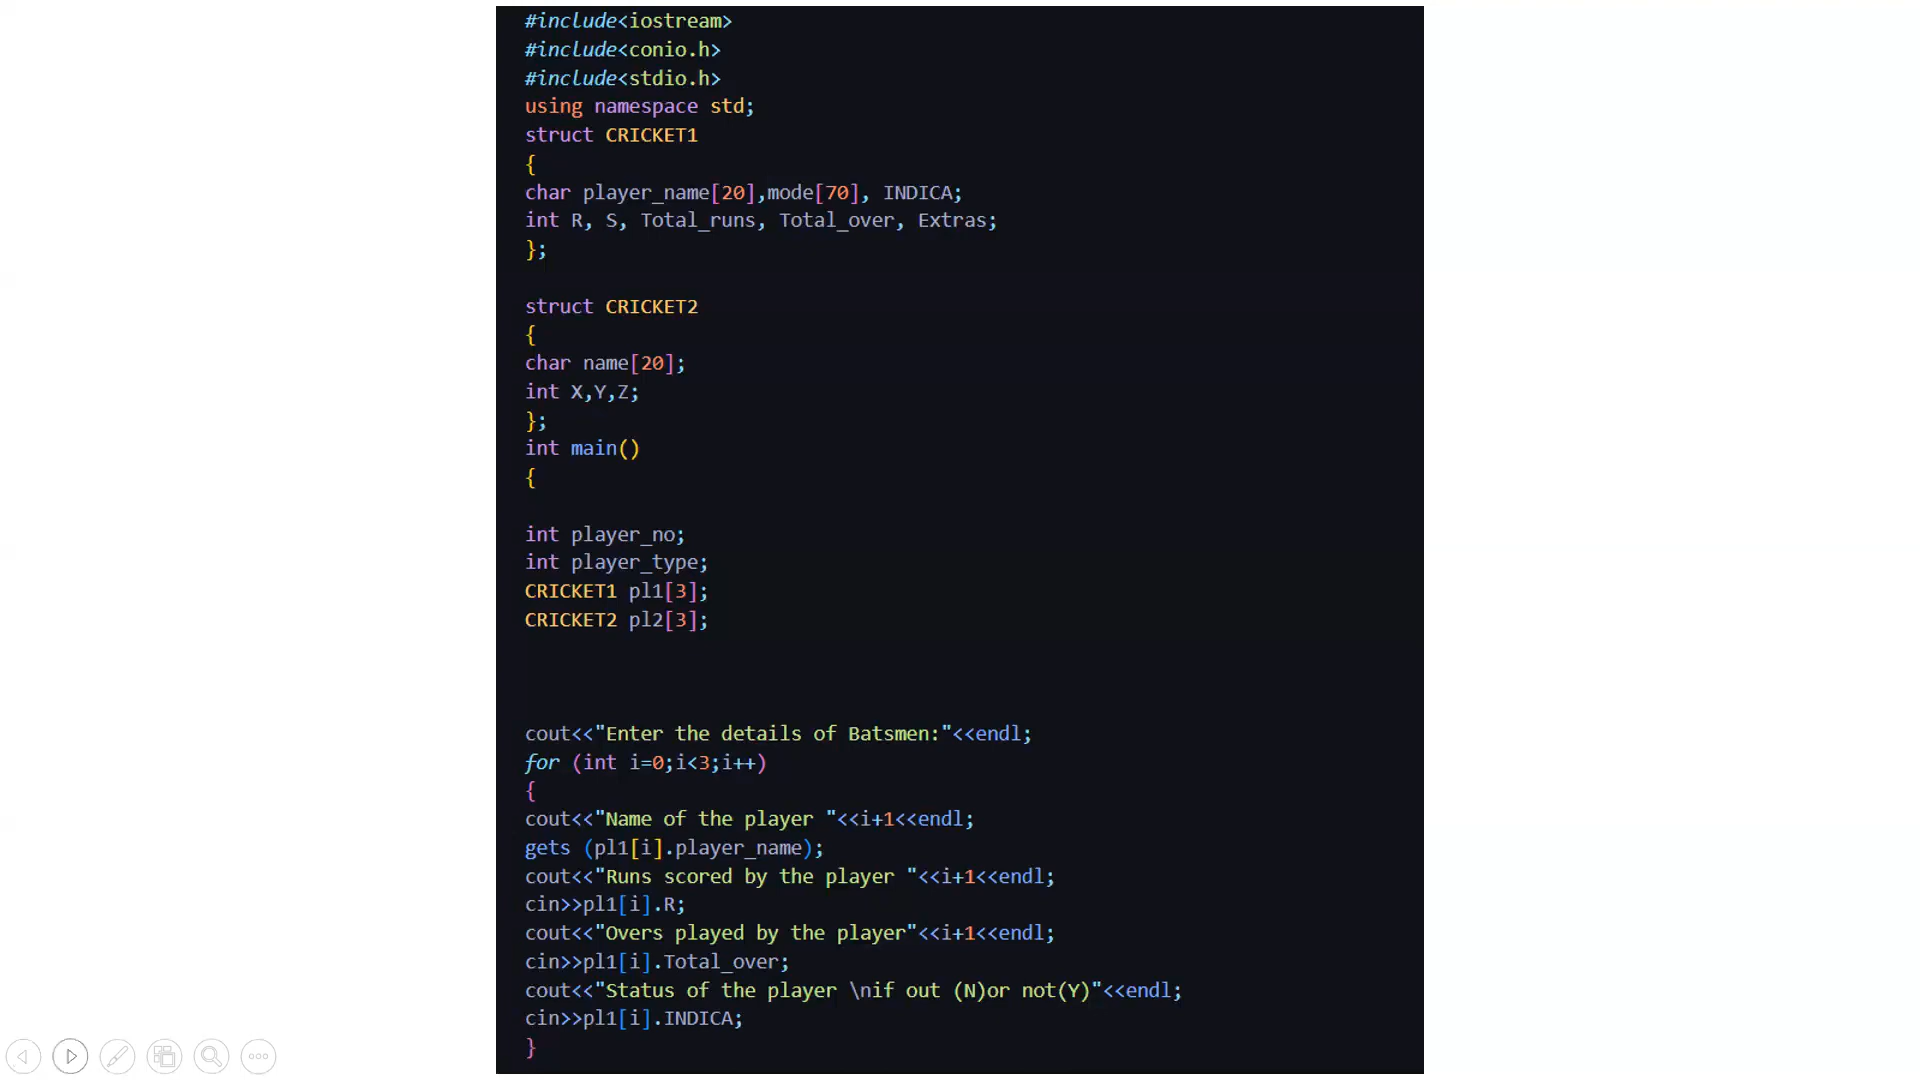 #include<iostream>
#include<conio.h>
#include<stdio.h>
using namespace std;
struct CRICKET1
{
char player_name[20],mode[70], INDICA;
int R, S, Total_runs, Total_over, Extras;
};
struct CRICKET2
{
char name[20];
int X,Y,Z;
};
int main()
{
int player_no;
int player_type;
CRICKET1 pl1[3];
CRICKET2 pl2[3];
cout<<"Enter the details of Batsmen:"<<endl;
for (int i=0;i<3;i++)
{
cout<<"Name of the player "<<i+1<<endl;
gets (pl1[i].player_name);
cout<<"Runs scored by the player "<<i+1<<endl;
cin>>pl1[i].R;
cout<<"Overs played by the player"<<i+1<<endl;
cin>>pl1[i].Total_over;
cout<<"Status of the player \nif out (N)or not(Y)"<<endl;
cin>>pl1[i].INDICA;
}